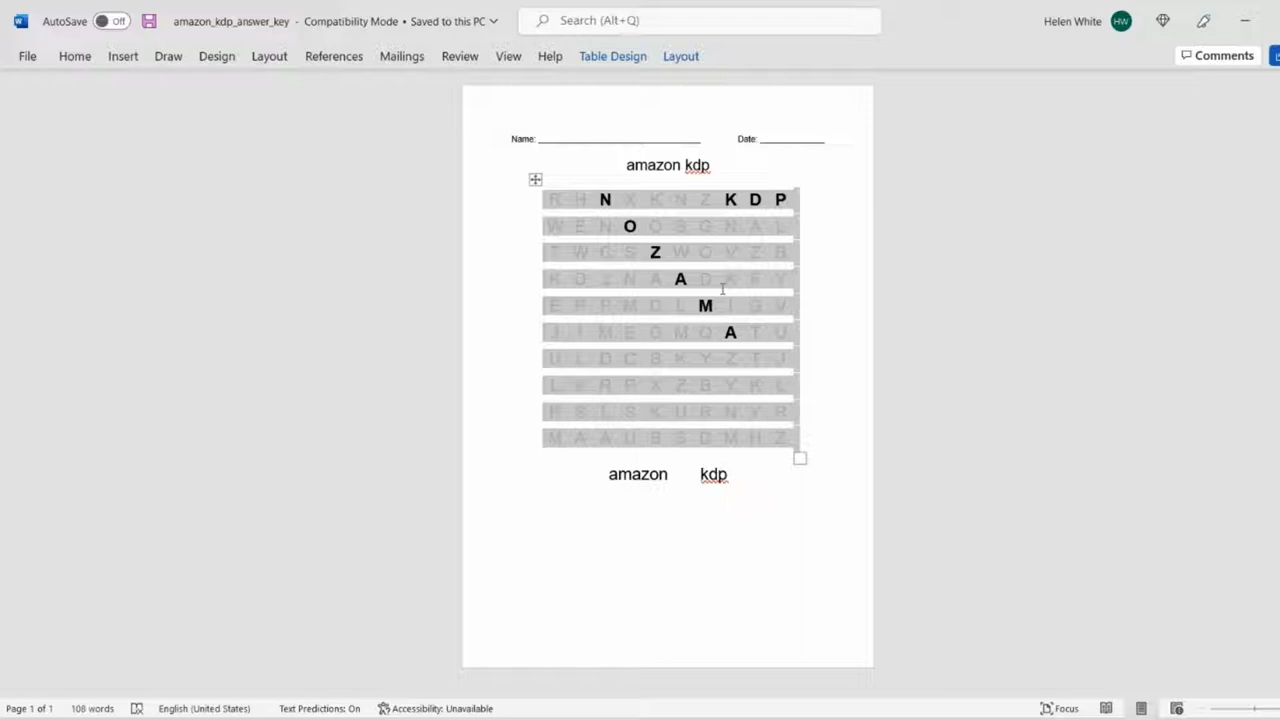 AutoSave Off amazon_kdp_answer_key - Compatibility Mode • Saved to this PC Search (Alt+Q) Helen White HW
File Home Insert Draw Design Layout References Mailings Review View Help Table Design Layout Comments
Name: Date:
amazon kdp
R H N X K N Z K D P
W E N O O S G N A L
T W G S Z W O V Z B
A
M
A
U L D C B K Y Z T J
M A A U B S D M H Z
amazon kdp
Page 1 of 1 108 words English (United States) Text Predictions: On Accessibility: Unavailable Focus